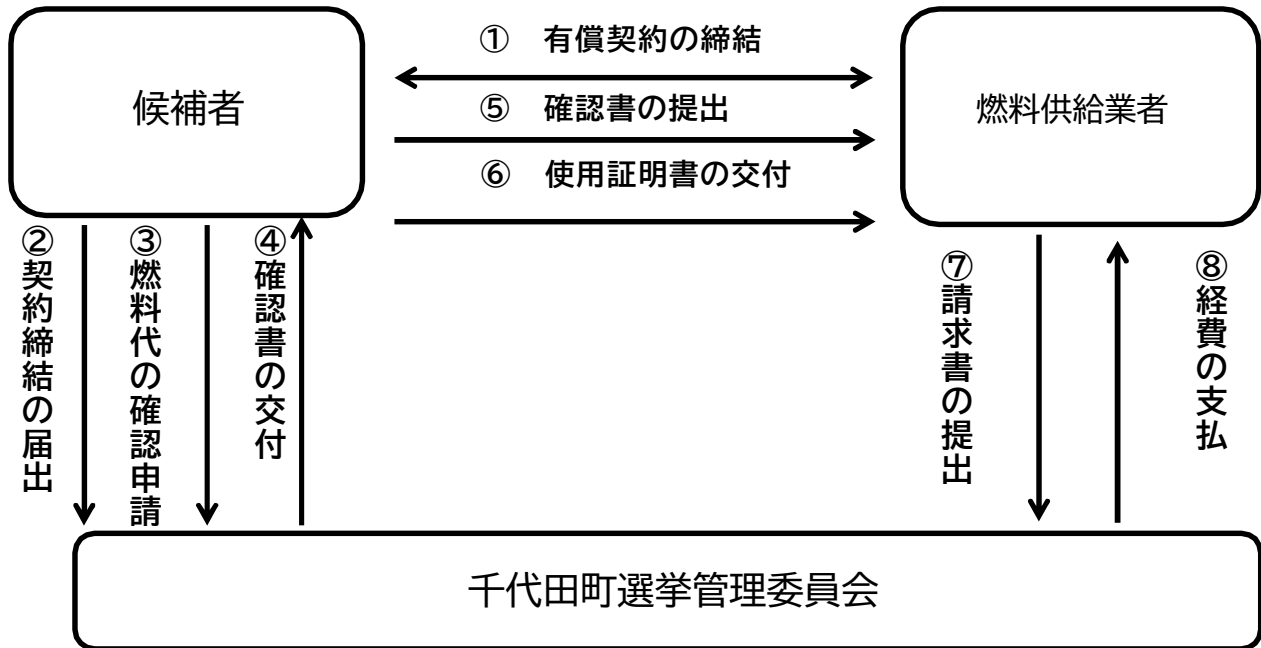 候補者
① 有償契約の締結
⑤ 確認書の提出
⑥ 使用証明書の交付
燃料供給業者
②契約締結の届出
③燃料代の確認申請
④確認書の交付
⑦請求書の提出
⑧経費の支払
千代田町選挙管理委員会